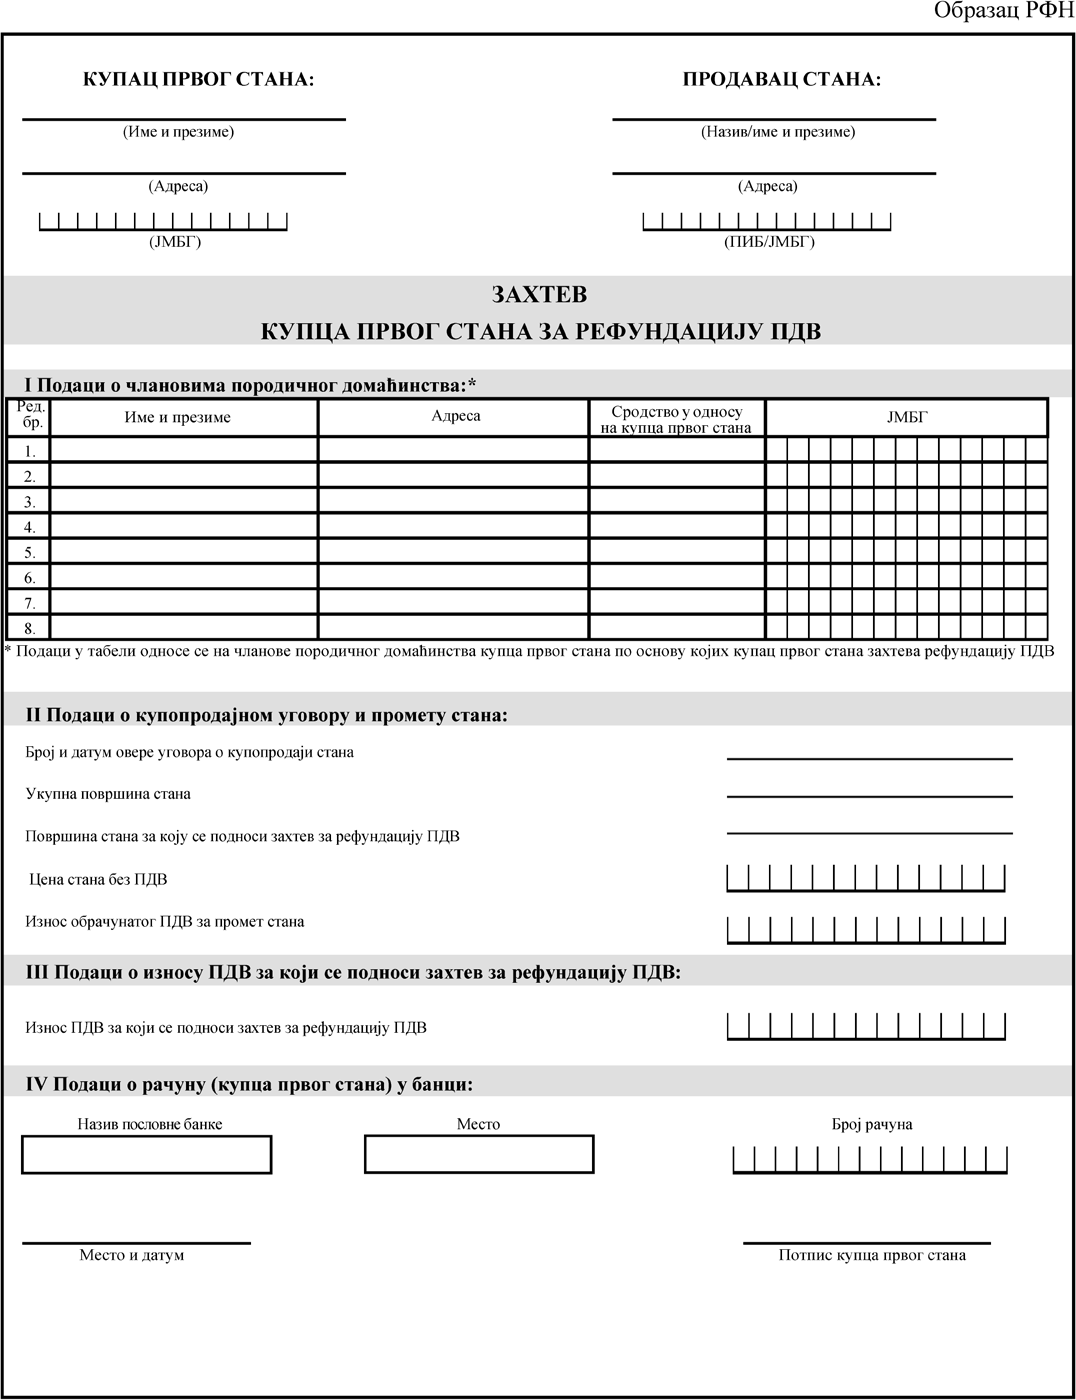 Образац РФН
КУПАЦ ПРВОГ СТАНА:
ПРОДАВАЦ СТАНА:
(Име и презиме)
(Назив/име и презиме)
(Адреса)
(Адреса)
(ЈМБГ)
(ПИБ/ЈМБГ)
ЗАХТЕВ
КУПЦА ПРВОГ СТАНА ЗА РЕФУНДАЦИЈУ ПДВ
I Подаци о члановима породичног домаћинства:*
Ред. бр.
Име и презиме
Адреса
Сродство у односу
на купца првог стана
ЈМБГ
1.
2.
3.
4.
5.
6.
7.
8.
* Подаци у табели односе се на чланове породичног домаћинства купца првог стана по основу којих купац првог стана захтева рефундацију ПДВ
II Подаци о купопродајном уговору и промету стана:
Број и датум овере уговора о купопродаји стана
Укупна површина стана
Површина стана за коју се подноси захтев за рефундацију ПДВ
Цена стана без ПДВ
Износ обрачунатог ПДВ за промет стана
III Подаци о износу ПДВ за који се подноси захтев за рефундацију ПДВ:
Износ ПДВ за који се подноси захтев за рефундацију ПДВ
IV Подаци о рачуну (купца првог стана) у банци:
Назив пословне банке
Место
Број рачуна
Место и датум
Потпис купца првог стана